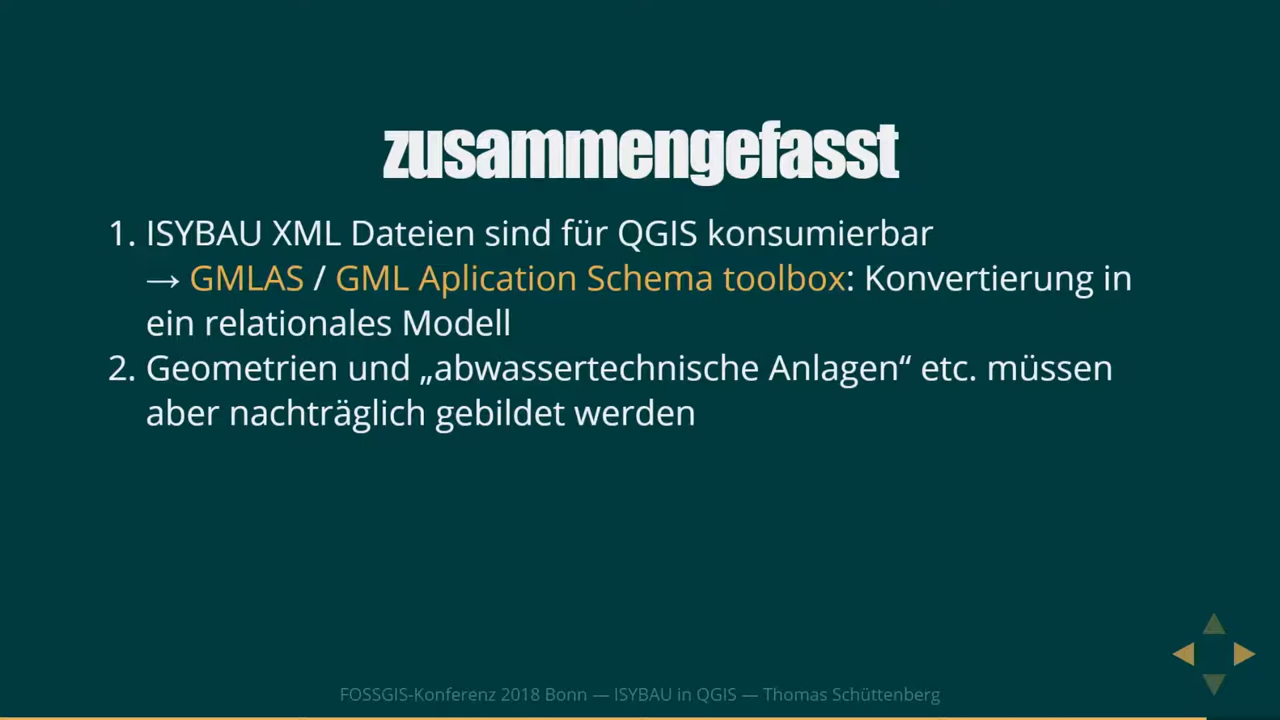 zusammengefasst
1. ISYBAU XML Dateien sind für QGIS konsumierbar
→ GMLAS / GML Aplication Schema toolbox: Konvertierung in
ein relationales Modell
2. Geometrien und „abwassertechnische Anlagen“ etc. müssen
aber nachträglich gebildet werden
FOSSGIS-Konferenz 2018 Bonn — ISYBAU in QGIS — Thomas Schüttenberg